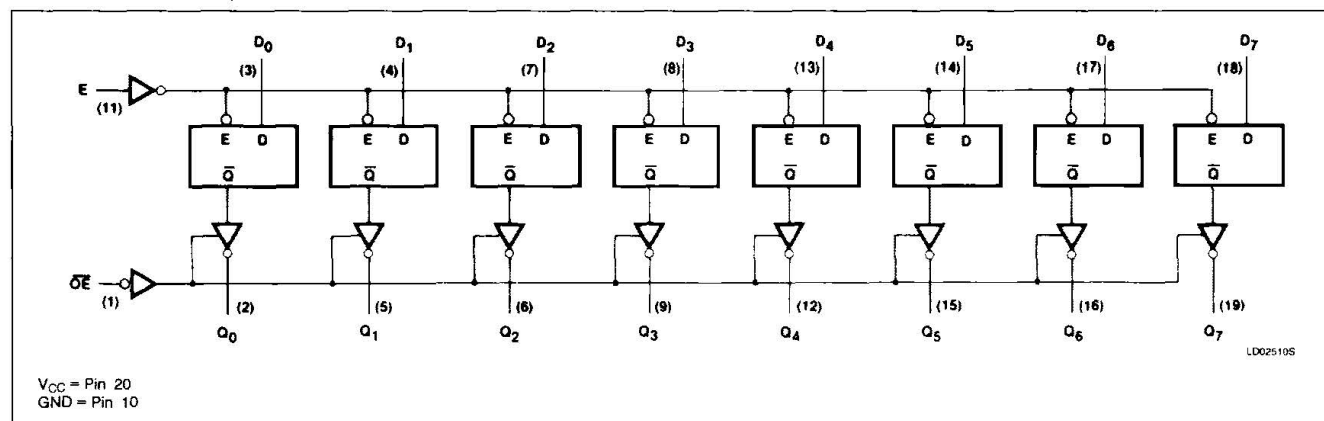 D0 D1 D2 D3 D4 D5 D6 D7
(3) (4) (7) (8) (13) (14) (17) (18)
E
(11)
E D E D E D E D E D E D E D E D
Q̅ Q̅ Q̅ Q̅ Q̅ Q̅ Q̅ Q̅
O̅E̅
(1) (2) (5) (6) (9) (12) (15) (16) (19)
Q0 Q1 Q2 Q3 Q4 Q5 Q6 Q7
LD02510S
VCC = Pin 20
GND = Pin 10